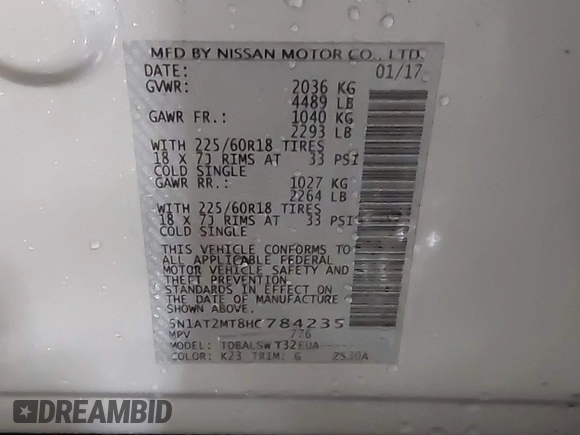 MFD BY NISSAN MOTOR CO., LTD.
DATE: 01/17
GVWR: 2036 KG
4489 LB
GAWR FR.: 1040 KG
2293 LB
WITH 225/60R18 TIRES
18 X 7J RIMS AT 33 PSI
COLD SINGLE
GAWR RR.: 1027 KG
2264 LB
WITH 225/60R18 TIRES
18 X 7J RIMS AT 33 PSI
COLD SINGLE
THIS VEHICLE CONFORMS TO
ALL APPLICABLE FEDERAL
MOTOR VEHICLE SAFETY AND
THEFT PREVENTION
STANDARDS IN EFFECT ON
DATE OF MANUFACTURE
5N1AT2MT8HC784235
MPV 776
MODEL: TDBALSW T32EUA
COLOR: K23 TRIM: G
DREAMBID